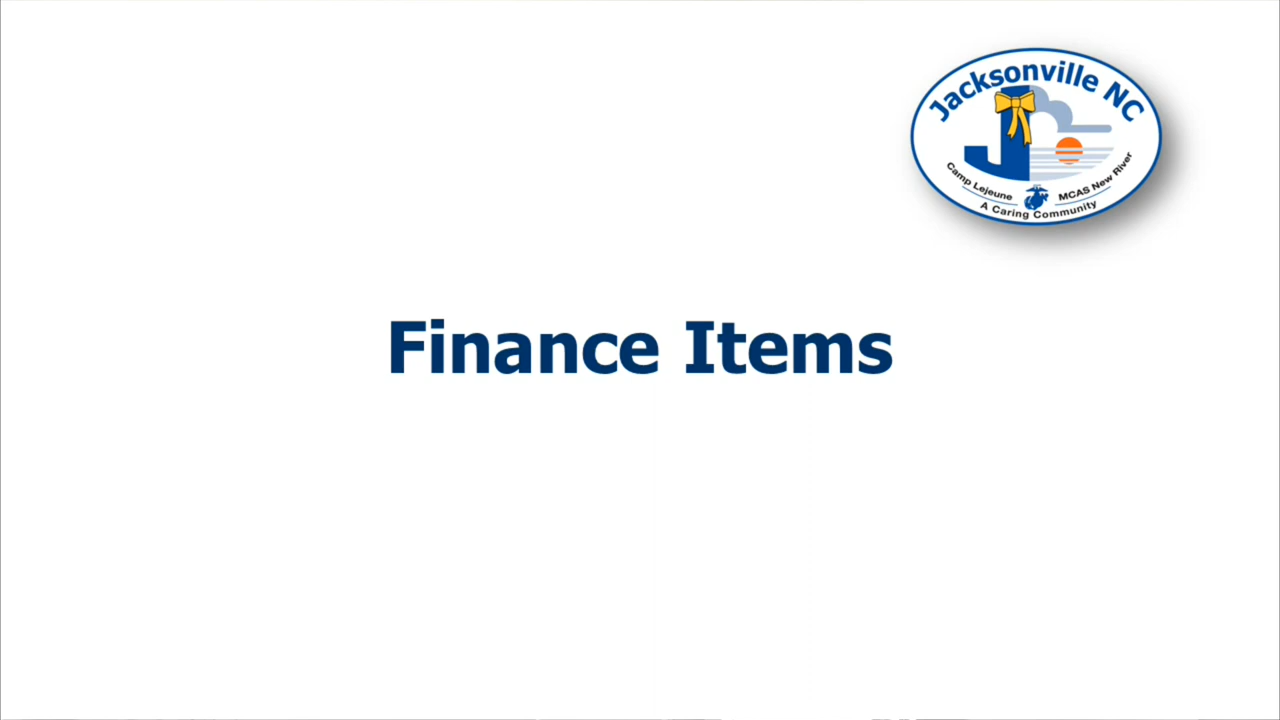 Jacksonville NC
Camp Lejeune
MCAS New River
A Caring Community
Finance Items